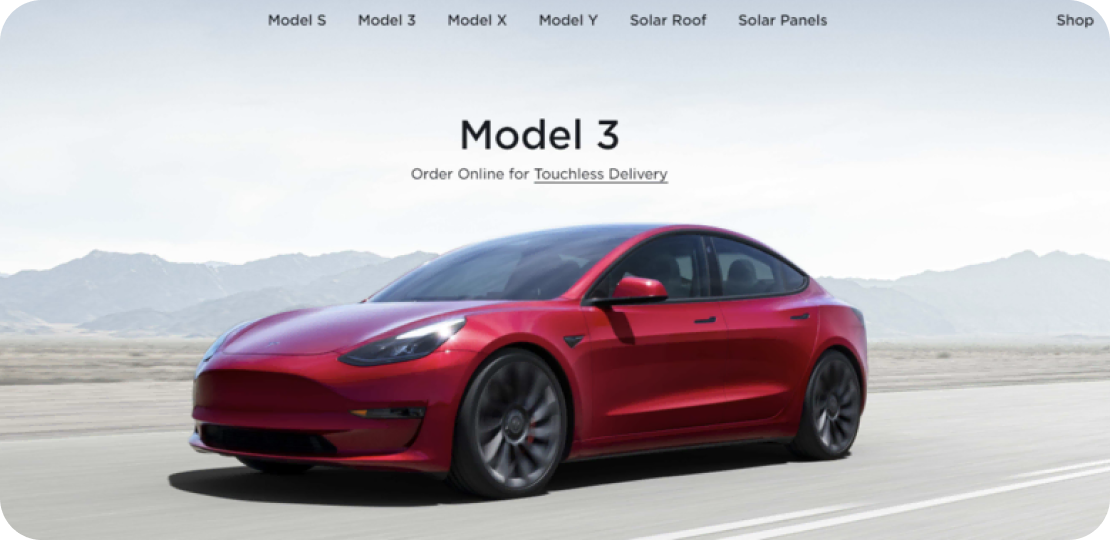 Model S Model 3 Model X Model Y Solar Roof Solar Panels Shop
Model 3
Order Online for Touchless Delivery